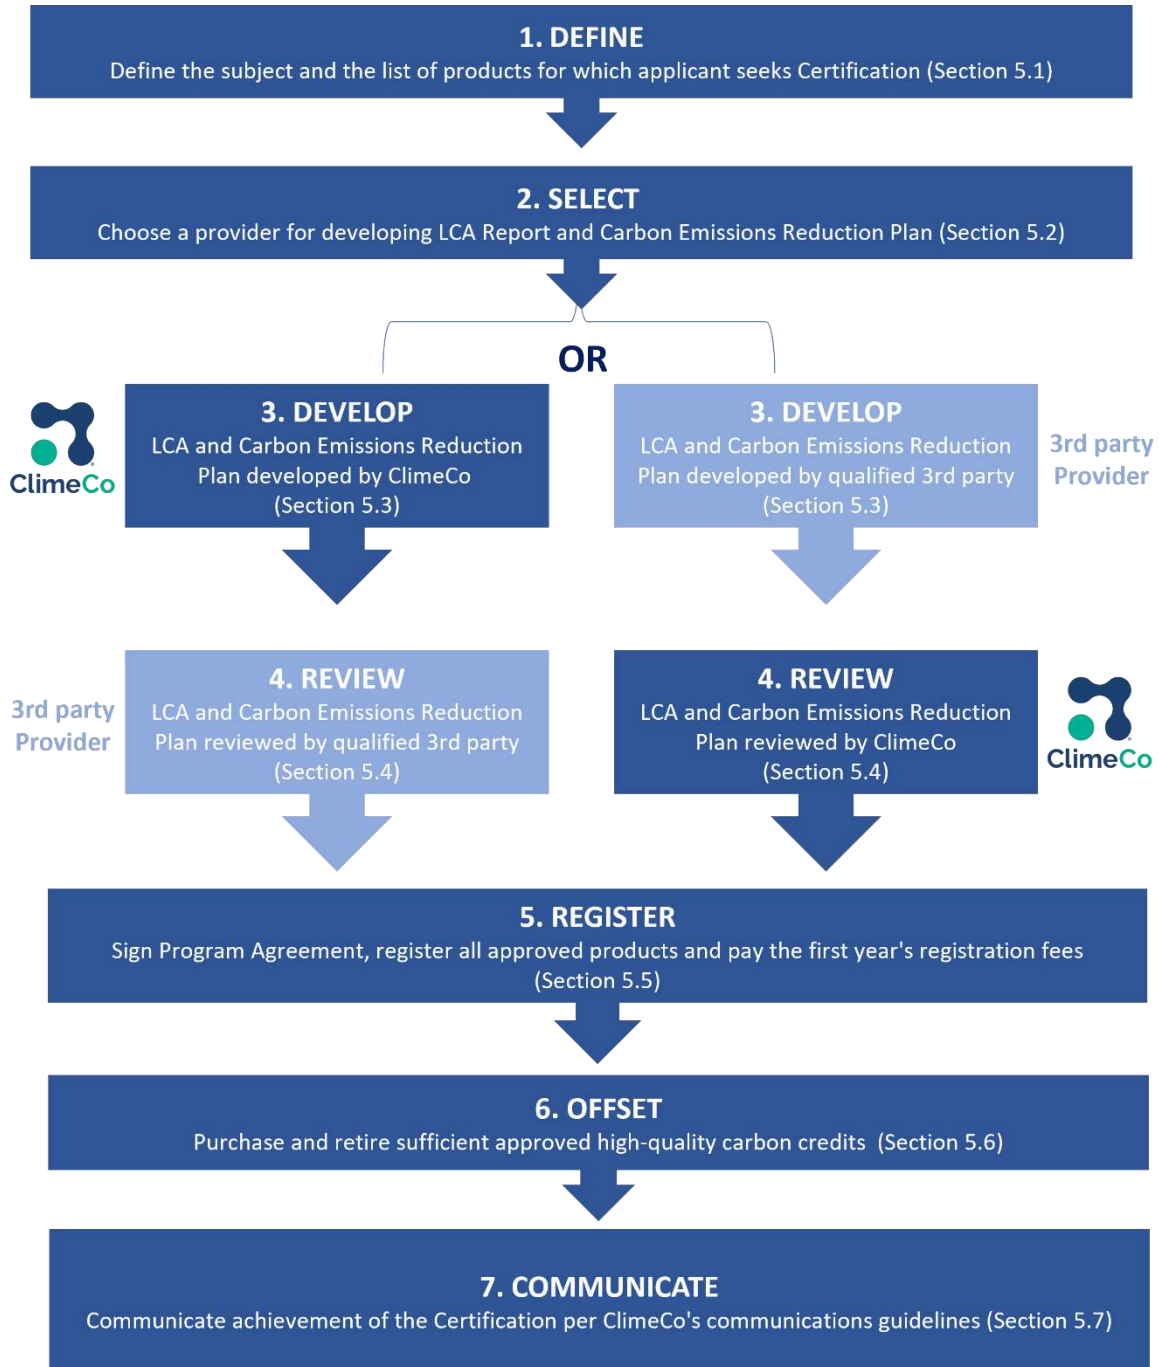 1. DEFINE
Define the subject and the list of products for which applicant seeks Certification (Section 5.1)
2. SELECT
Choose a provider for developing LCA Report and Carbon Emissions Reduction Plan (Section 5.2)
OR
ClimeCo
3. DEVELOP
LCA and Carbon Emissions Reduction
Plan developed by ClimeCo
(Section 5.3)
3. DEVELOP
LCA and Carbon Emissions Reduction
Plan developed by qualified 3rd party
(Section 5.3)
3rd party
Provider
3rd party
Provider
4. REVIEW
LCA and Carbon Emissions Reduction
Plan reviewed by qualified 3rd party
(Section 5.4)
4. REVIEW
LCA and Carbon Emissions Reduction
Plan reviewed by ClimeCo
(Section 5.4)
ClimeCo
5. REGISTER
Sign Program Agreement, register all approved products and pay the first year's registration fees
(Section 5.5)
6. OFFSET
Purchase and retire sufficient approved high-quality carbon credits (Section 5.6)
7. COMMUNICATE
Communicate achievement of the Certification per ClimeCo's communications guidelines (Section 5.7)